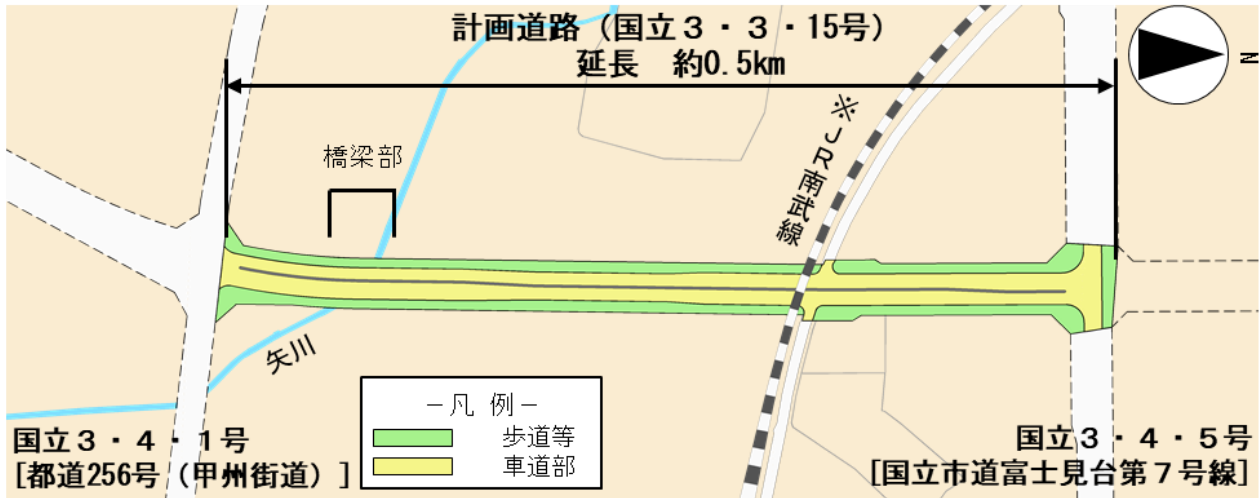 計画道路（国立３・３・15号）
延長　約0.5km
N
橋梁部
※ＪＲ南武線
矢川
－凡 例－
歩道等
車道部
国立３・４・１号
[都道256号（甲州街道）]
国立３・４・５号
[国立市道富士見台第７号線]